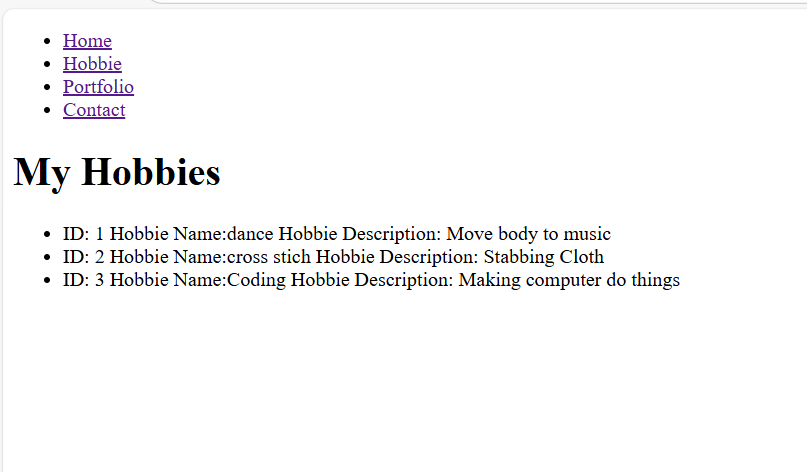 Home
Hobbie
Portfolio
Contact
My Hobbies
ID: 1 Hobbie Name:dance Hobbie Description: Move body to music
ID: 2 Hobbie Name:cross stich Hobbie Description: Stabbing Cloth
ID: 3 Hobbie Name:Coding Hobbie Description: Making computer do things